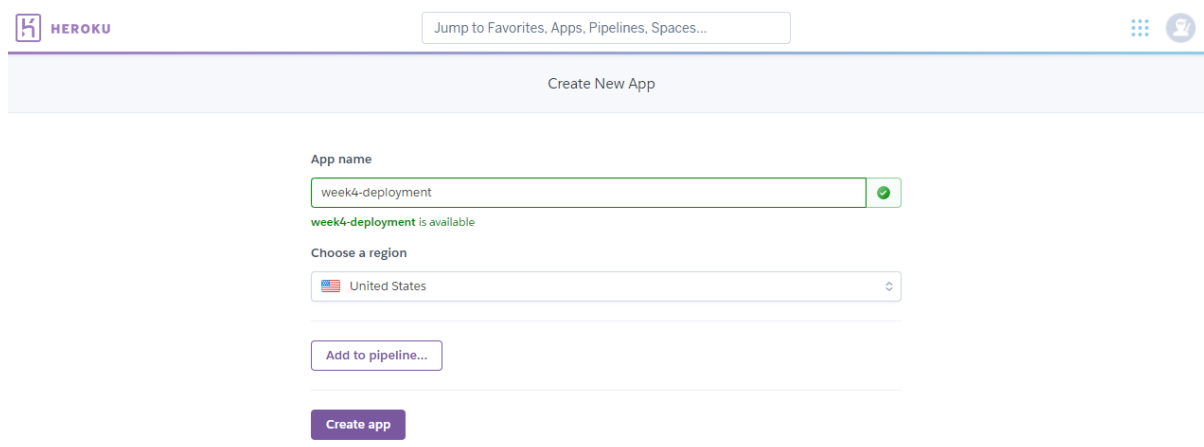 HEROKU
Jump to Favorites, Apps, Pipelines, Spaces...
Create New App
App name
week4-deployment
week4-deployment is available
Choose a region
United States
Add to pipeline...
Create app